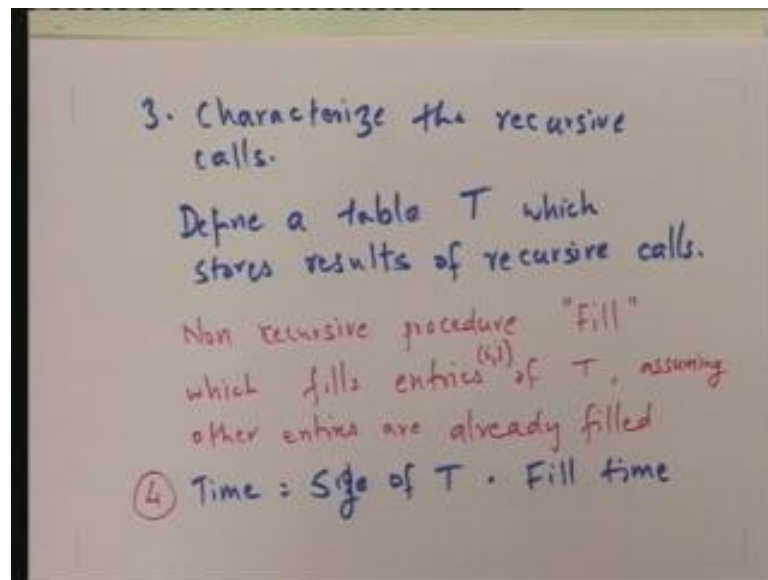 3. Characterize the recursive
calls.
Define a table T which
stores results of recursive calls.
Non recursive procedure "Fill"
which fills entries of T, assuming
other entries are already filled
4 Time = Size of T . Fill time